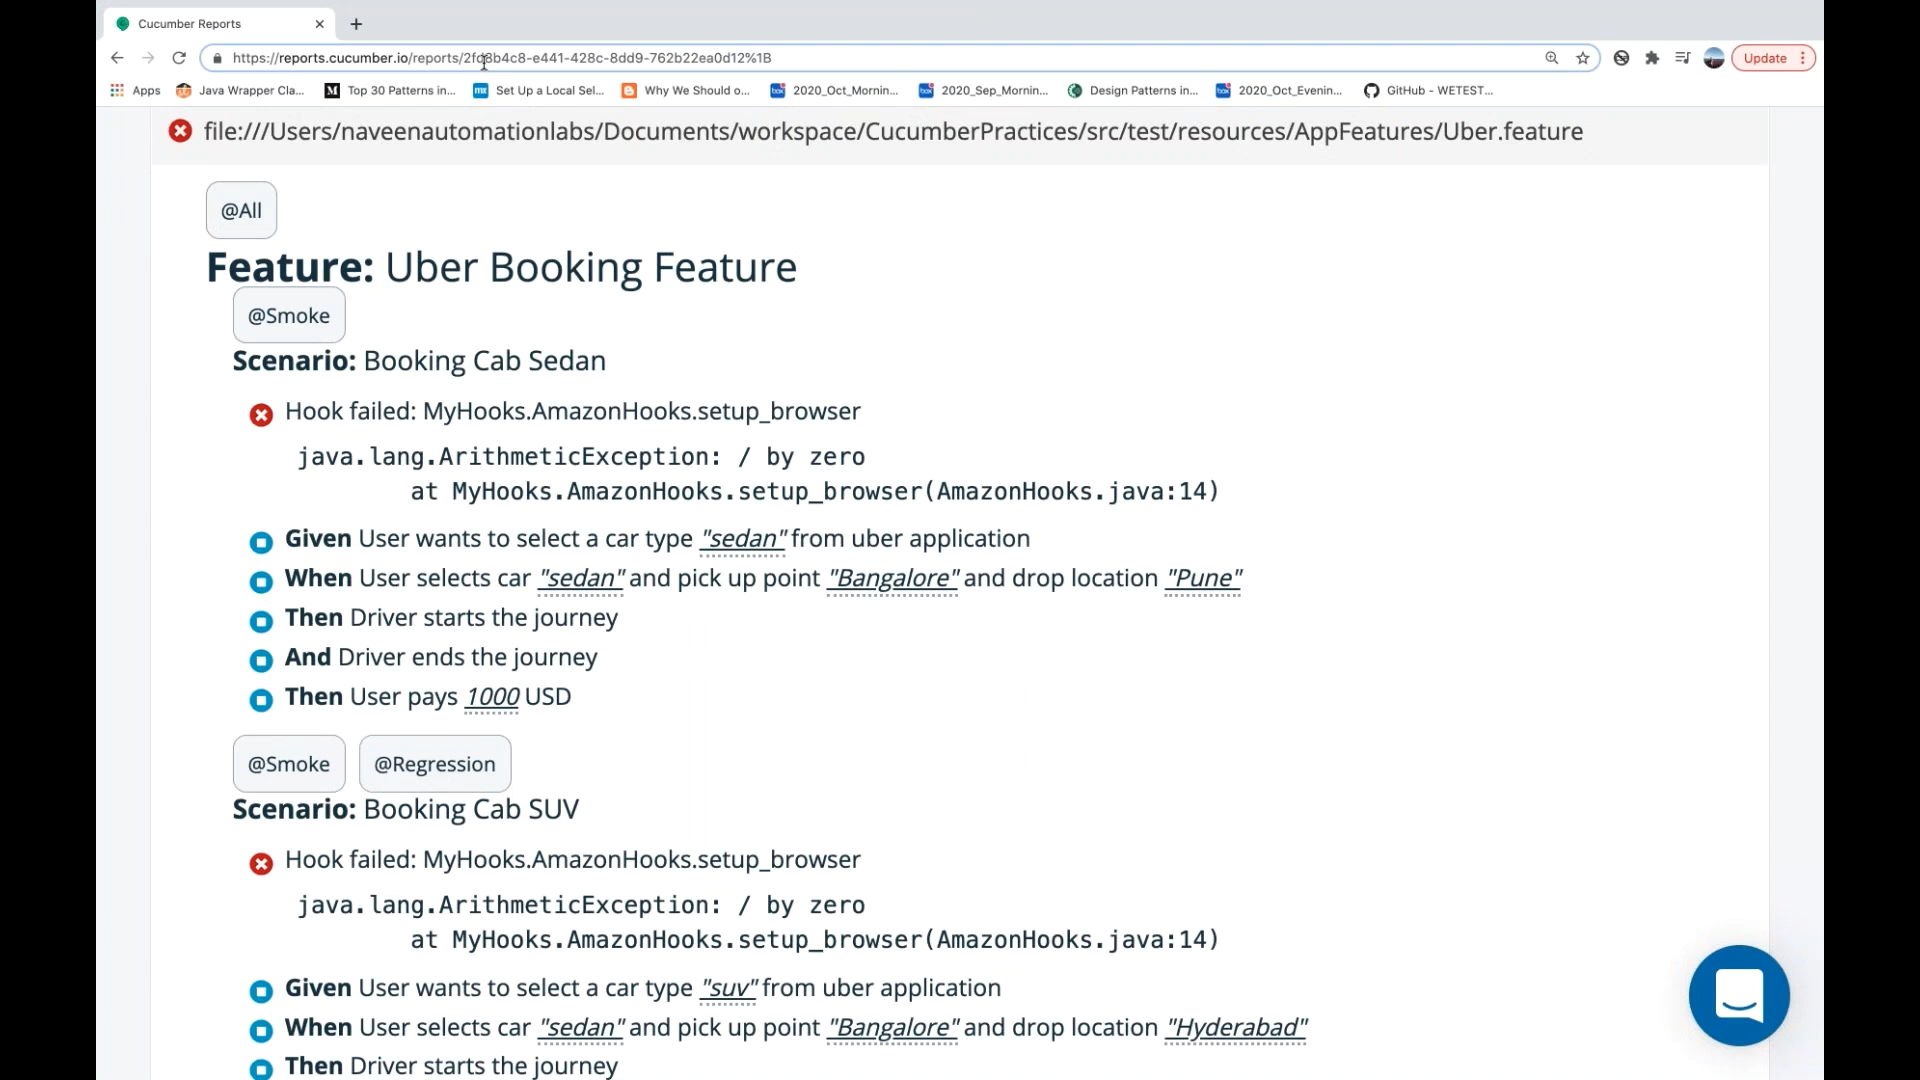 Cucumber Reports
https://reports.cucumber.io/reports/2fd8b4c8-e441-428c-8dd9-762b22ea0d12%1B
Update
Apps Java Wrapper Cla... Top 30 Patterns in... Set Up a Local Sel... Why We Should o... 2020_Oct_Mornin... 2020_Sep_Mornin... Design Patterns in... 2020_Oct_Evenin... GitHub - WETEST...
file:///Users/naveenautomationlabs/Documents/workspace/CucumberPractices/src/test/resources/AppFeatures/Uber.feature
@All
Feature: Uber Booking Feature
@Smoke
Scenario: Booking Cab Sedan
Hook failed: MyHooks.AmazonHooks.setup_browser
java.lang.ArithmeticException: / by zero
at MyHooks.AmazonHooks.setup_browser(AmazonHooks.java:14)
Given User wants to select a car type "sedan" from uber application
When User selects car "sedan" and pick up point "Bangalore" and drop location "Pune"
Then Driver starts the journey
And Driver ends the journey
Then User pays 1000 USD
@Smoke @Regression
Scenario: Booking Cab SUV
Hook failed: MyHooks.AmazonHooks.setup_browser
java.lang.ArithmeticException: / by zero
at MyHooks.AmazonHooks.setup_browser(AmazonHooks.java:14)
Given User wants to select a car type "suv" from uber application
When User selects car "sedan" and pick up point "Bangalore" and drop location "Hyderabad"
Then Driver starts the journey